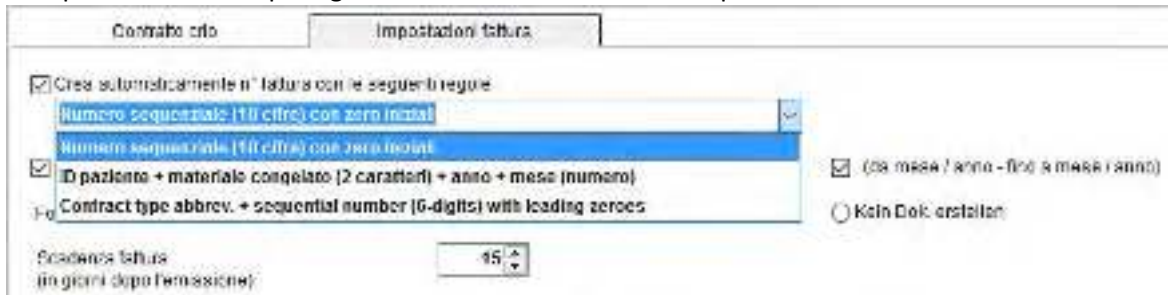 Contratto crio
Impostazioni fattura
Crea automaticamente n° fattura con le seguenti regole
Numero sequenziale (10 cifre) con zero iniziali
Numero sequenziale (10 cifre) con zero iniziali
ID paziente + materiale congelato (2 caratteri) + anno + mese (numero)
(da mese / anno - fino a mese / anno)
Contract type abbrev. + sequential number (6-digits) with leading zeroes
Kein Dok. erstellen
Scadenza fattura
15
(in giorni dopo l'emissione)